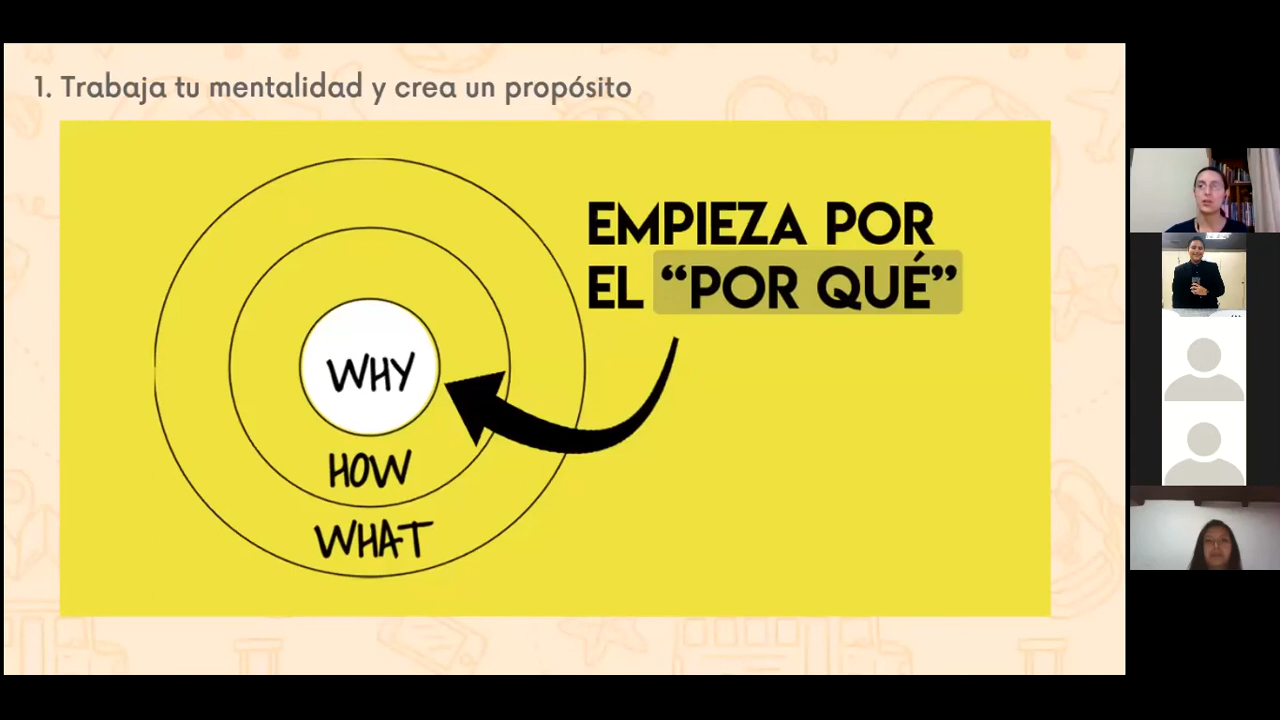 1. Trabaja tu mentalidad y crea un propósito
EMPIEZA POR
EL “POR QUÉ”
WHY
HOW
WHAT